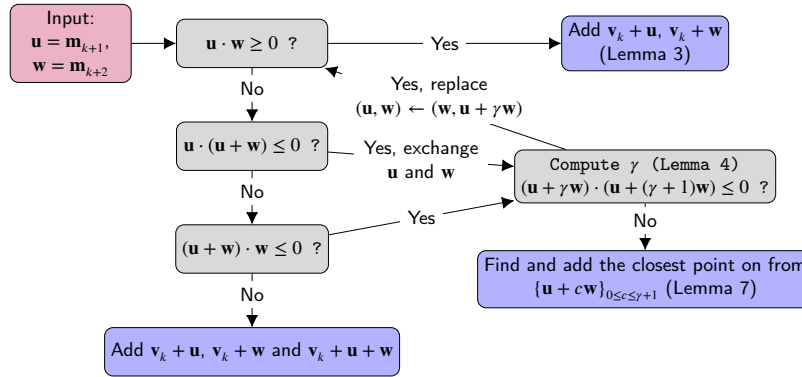 Input:
u = m_{k+1},
w = m_{k+2}
u · w ≥ 0 ?
Yes
Add v_k + u, v_k + w
(Lemma 3)
No
Yes, replace
(u, w) ← (w, u + γw)
u · (u + w) ≤ 0 ?
Yes, exchange
u and w
Compute γ (Lemma 4)
(u + γw) · (u + (γ + 1)w) ≤ 0 ?
No
(u + w) · w ≤ 0 ?
Yes
No
Find and add the closest point on from
{u + cw}_{0≤c≤γ+1} (Lemma 7)
No
Add v_k + u, v_k + w and v_k + u + w